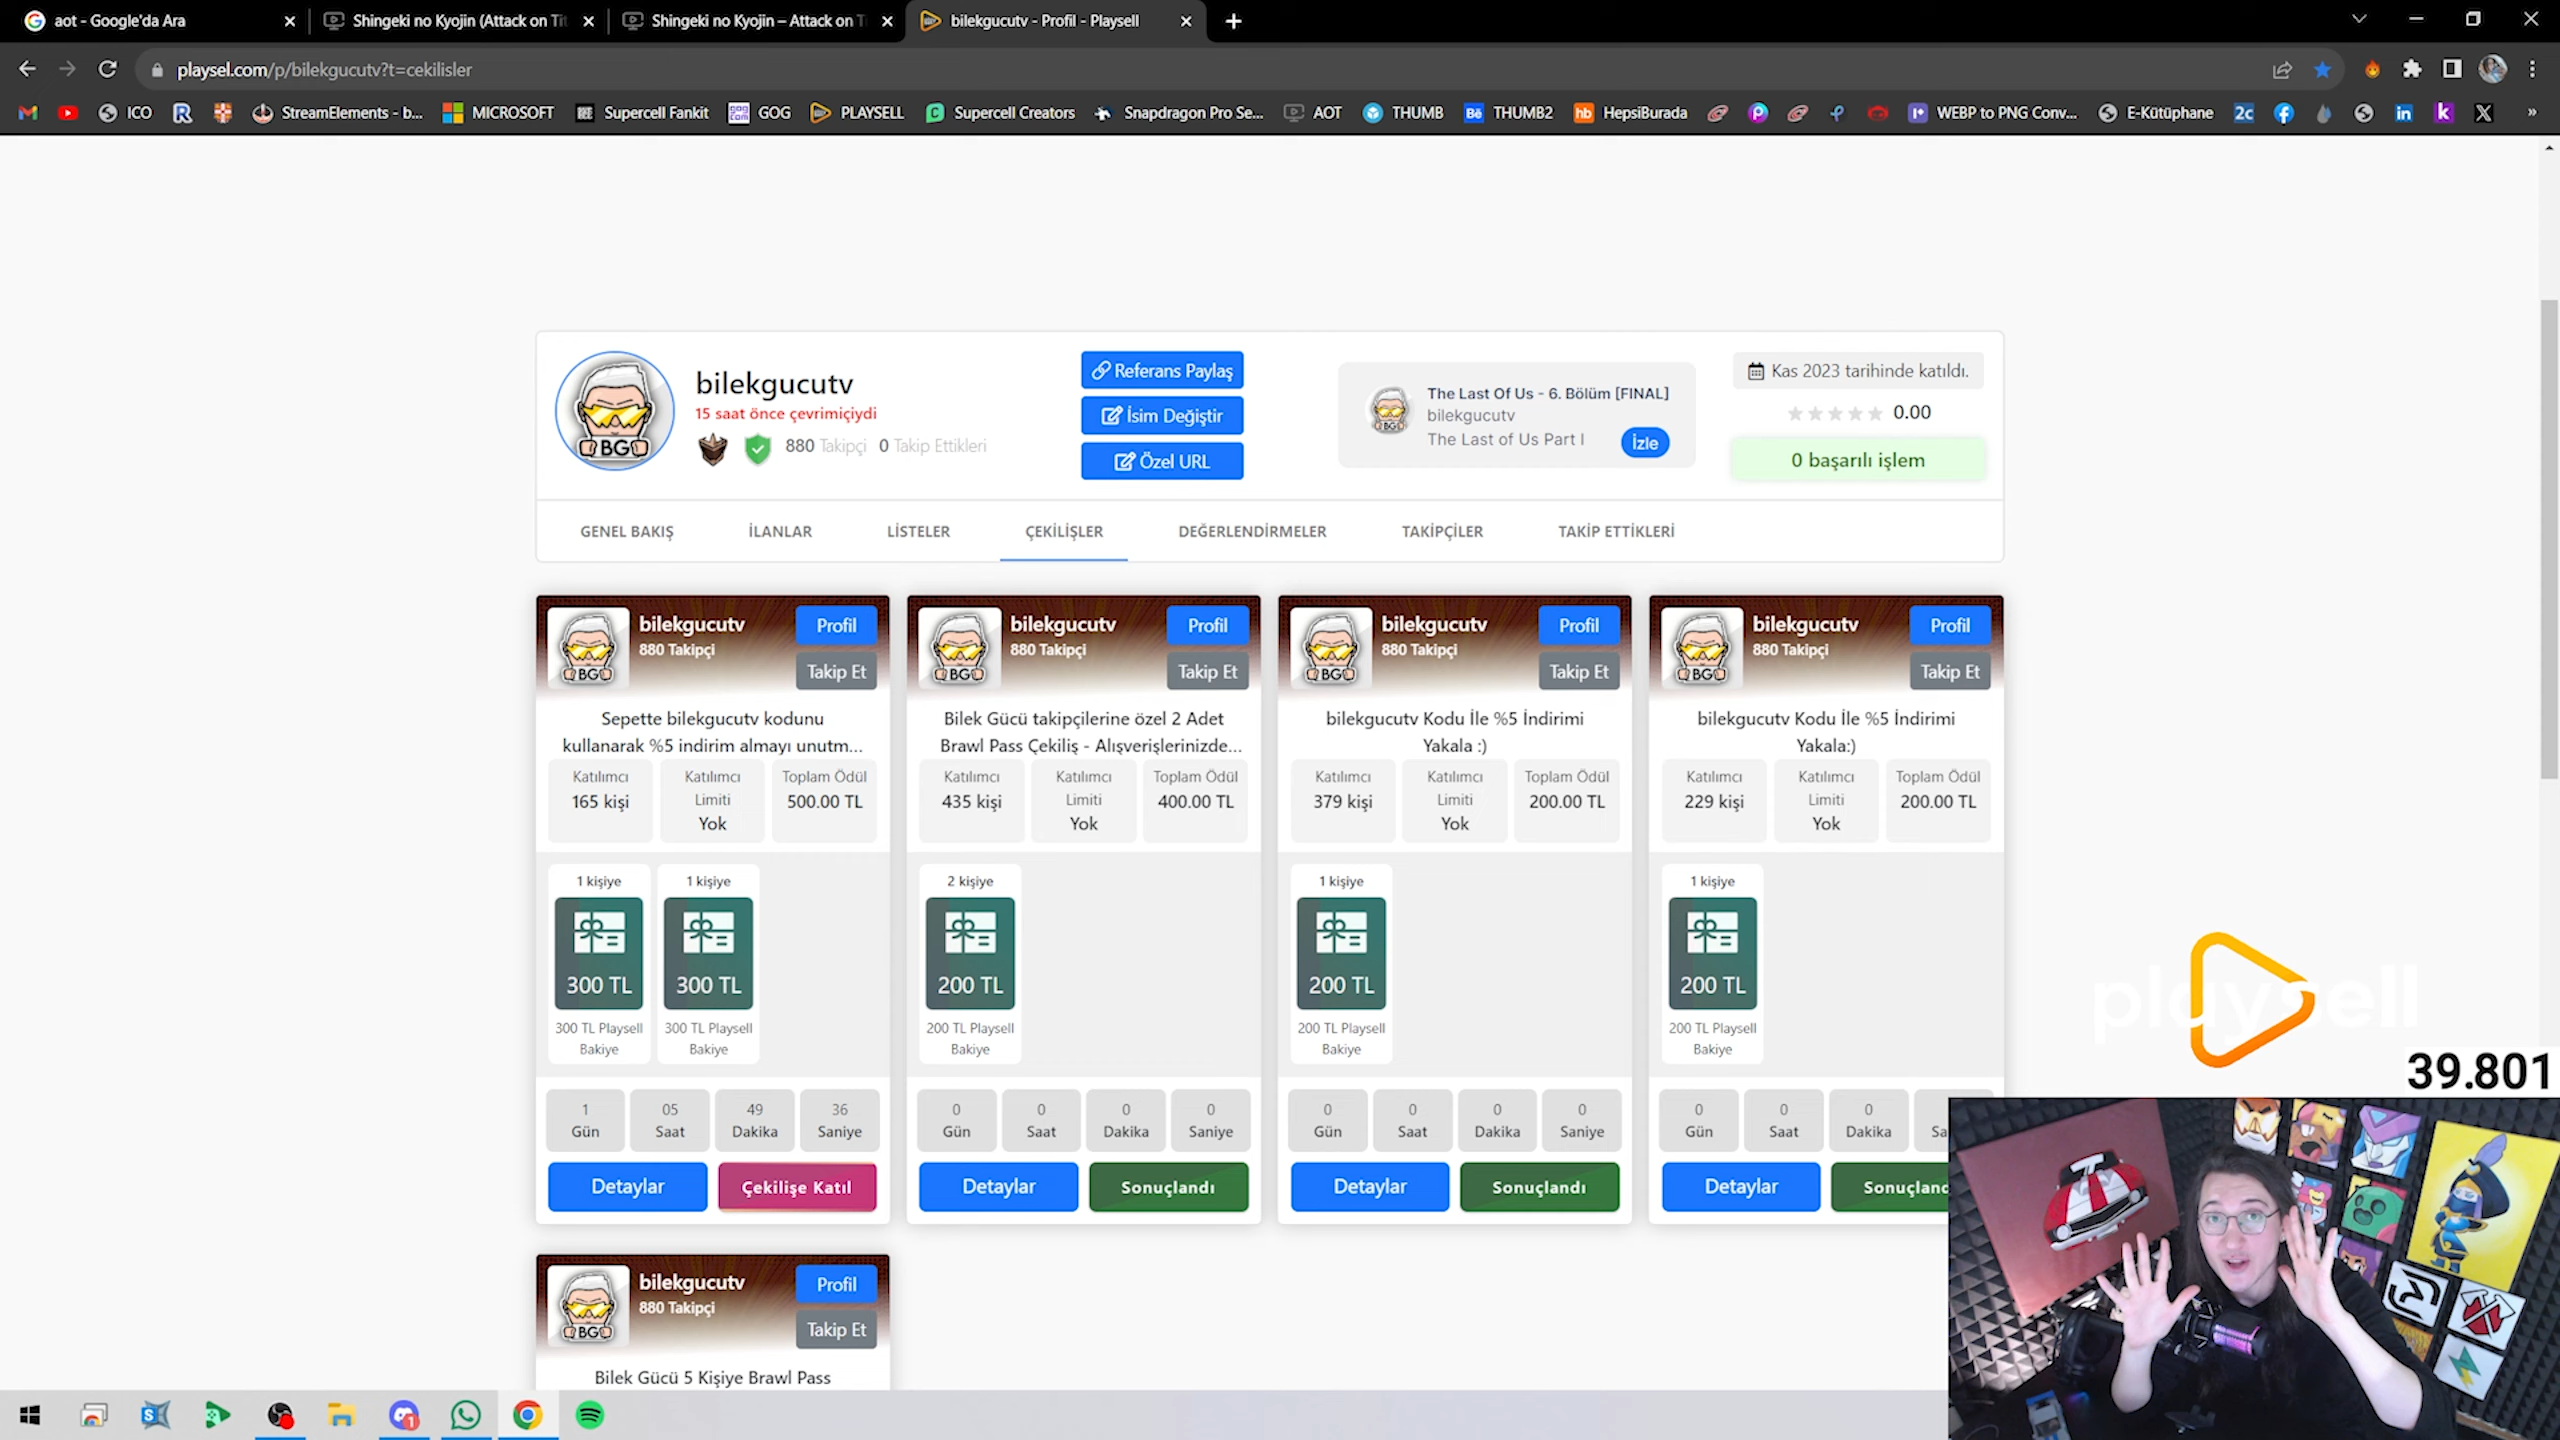 aot - Google'da Ara
Shingeki no Kyojin (Attack on Tit
Shingeki no Kyojin – Attack on T
bilekgucutv - Profil - Playsell
playsel.com/p/bilekgucutv?t=cekilisler
ICO
StreamElements - b...
MICROSOFT
Supercell Fankit
GOG
PLAYSELL
Supercell Creators
Snapdragon Pro Se...
AOT
THUMB
THUMB2
HepsiBurada
WEBP to PNG Conv...
E-Kütüphane
bilekgucutv
15 saat önce çevrimiçiydi
880 Takipçi 0 Takip Ettikleri
Referans Paylaş
İsim Değiştir
Özel URL
The Last Of Us - 6. Bölüm [FINAL]
bilekgucutv
The Last of Us Part I
İzle
Kas 2023 tarihinde katıldı.
0.00
0 başarılı işlem
GENEL BAKIŞ
İLANLAR
LİSTELER
ÇEKİLİŞLER
DEĞERLENDİRMELER
TAKİPÇİLER
TAKİP ETTİKLERİ
bilekgucutv
880 Takipçi
Profil
Takip Et
Sepette bilekgucutv kodunu
kullanarak %5 indirim almayı unutm...
Katılımcı
165 kişi
Katılımcı
Limiti
Yok
Toplam Ödül
500.00 TL
1 kişiye
300 TL
300 TL Playsell
Bakiye
1 kişiye
300 TL
300 TL Playsell
Bakiye
1
Gün
05
Saat
49
Dakika
36
Saniye
Detaylar
Çekilişe Katıl
bilekgucutv
880 Takipçi
Profil
Takip Et
Bilek Gücü takipçilerine özel 2 Adet
Brawl Pass Çekiliş - Alışverişlerinizde...
Katılımcı
435 kişi
Katılımcı
Limiti
Yok
Toplam Ödül
400.00 TL
2 kişiye
200 TL
200 TL Playsell
Bakiye
0
Gün
0
Saat
0
Dakika
0
Saniye
Detaylar
Sonuçlandı
bilekgucutv
880 Takipçi
Profil
Takip Et
bilekgucutv Kodu İle %5 İndirimi
Yakala :)
Katılımcı
379 kişi
Katılımcı
Limiti
Yok
Toplam Ödül
200.00 TL
1 kişiye
200 TL
200 TL Playsell
Bakiye
0
Gün
0
Saat
0
Dakika
0
Saniye
Detaylar
Sonuçlandı
bilekgucutv
880 Takipçi
Profil
Takip Et
bilekgucutv Kodu İle %5 İndirimi
Yakala:)
Katılımcı
229 kişi
Katılımcı
Limiti
Yok
Toplam Ödül
200.00 TL
1 kişiye
200 TL
200 TL Playsell
Bakiye
0
Gün
0
Saat
0
Dakika
Sa
Detaylar
Sonuçlan
bilekgucutv
880 Takipçi
Profil
Takip Et
Bilek Gücü 5 Kişiye Brawl Pass
playsell
39.801